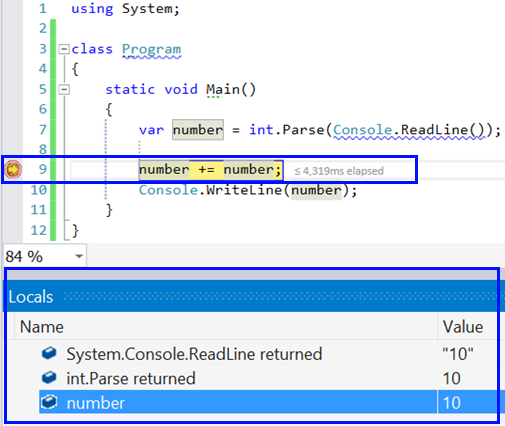 1 using System;
2
3 class Program
4 {
5 static void Main()
6 {
7 var number = int.Parse(Console.ReadLine());
8
9 number += number; ≤ 4,319ms elapsed
10 Console.WriteLine(number);
11 }
12 }
84 %
Locals
Name Value
System.Console.ReadLine returned "10"
int.Parse returned 10
number 10